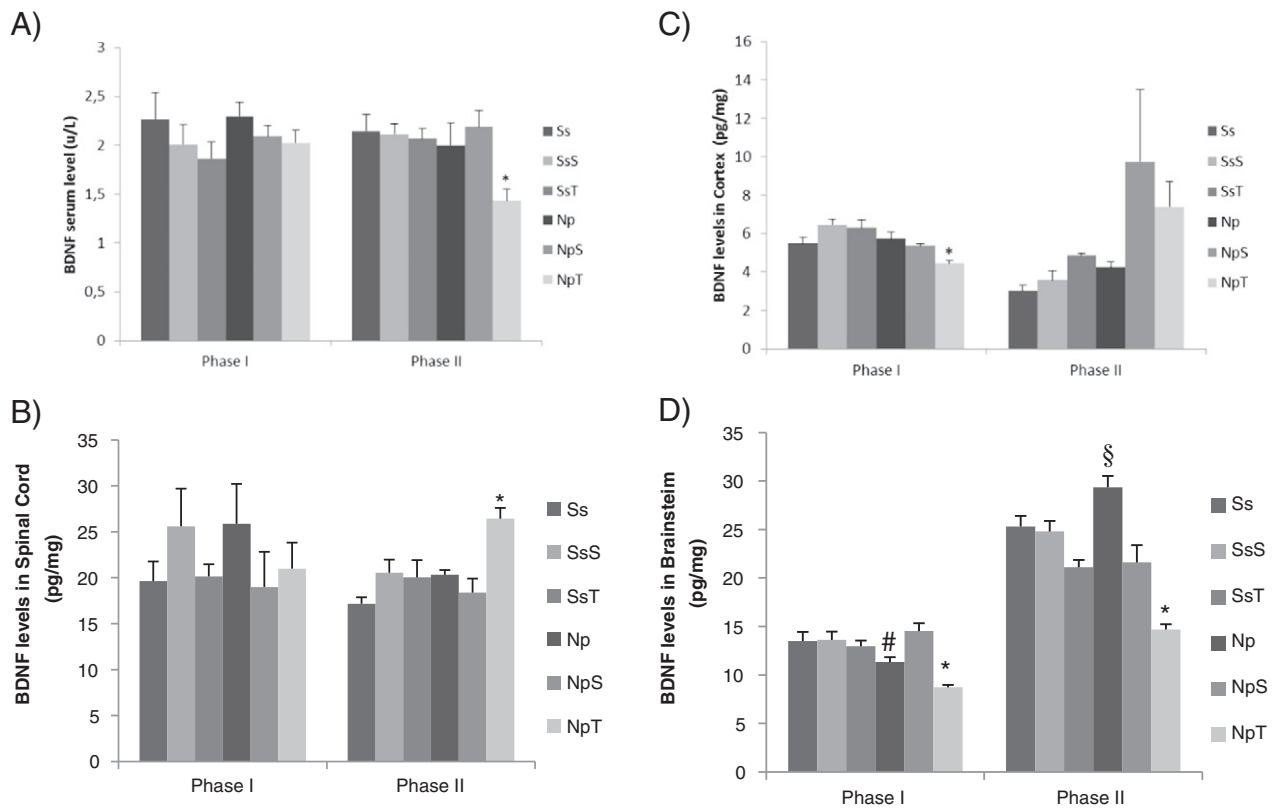 A)
BDNF serum level (u/L)
3
2,5
2
1,5
1
0,5
0
*
Phase I
Phase II
Ss
SsS
SsT
Np
NpS
NpT
C)
BDNF levels in Cortex (pg/mg)
16
14
12
10
8
6
4
2
0
*
Phase I
Phase II
Ss
SsS
SsT
Np
NpS
NpT
B)
BDNF levels in Spinal Cord
(pg/mg)
35
30
25
20
15
10
5
0
*
Phase I
Phase II
Ss
SsS
SsT
Np
NpS
NpT
D)
BDNF levels in Brainsteim
(pg/mg)
35
30
25
20
15
10
5
0
#
*
§
*
Phase I
Phase II
Ss
SsS
SsT
Np
NpS
NpT